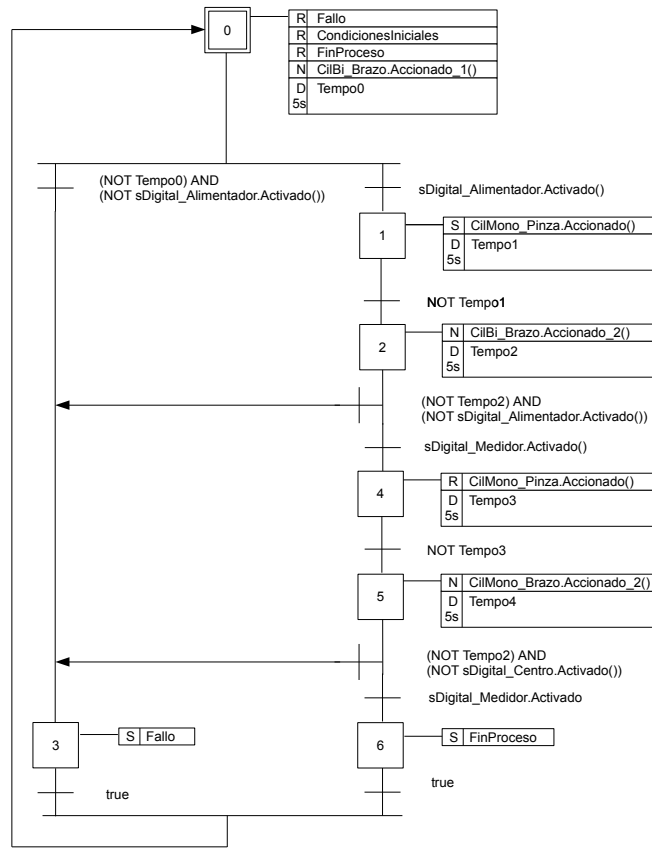 0
R Fallo
R CondicionesIniciales
R FinProceso
N CilBi_Brazo.Accionado_1()
D Tempo0
5s
(NOT Tempo0) AND
(NOT sDigital_Alimentador.Activado())
sDigital_Alimentador.Activado()
1
S CilMono_Pinza.Accionado()
D Tempo1
5s
NOT Tempo1
2
N CilBi_Brazo.Accionado_2()
D Tempo2
5s
(NOT Tempo2) AND
(NOT sDigital_Alimentador.Activado())
sDigital_Medidor.Activado()
4
R CilMono_Pinza.Accionado()
D Tempo3
5s
NOT Tempo3
5
N CilMono_Brazo.Accionado_2()
D Tempo4
5s
(NOT Tempo2) AND
(NOT sDigital_Centro.Activado())
sDigital_Medidor.Activado
3
S Fallo
6
S FinProceso
true
true